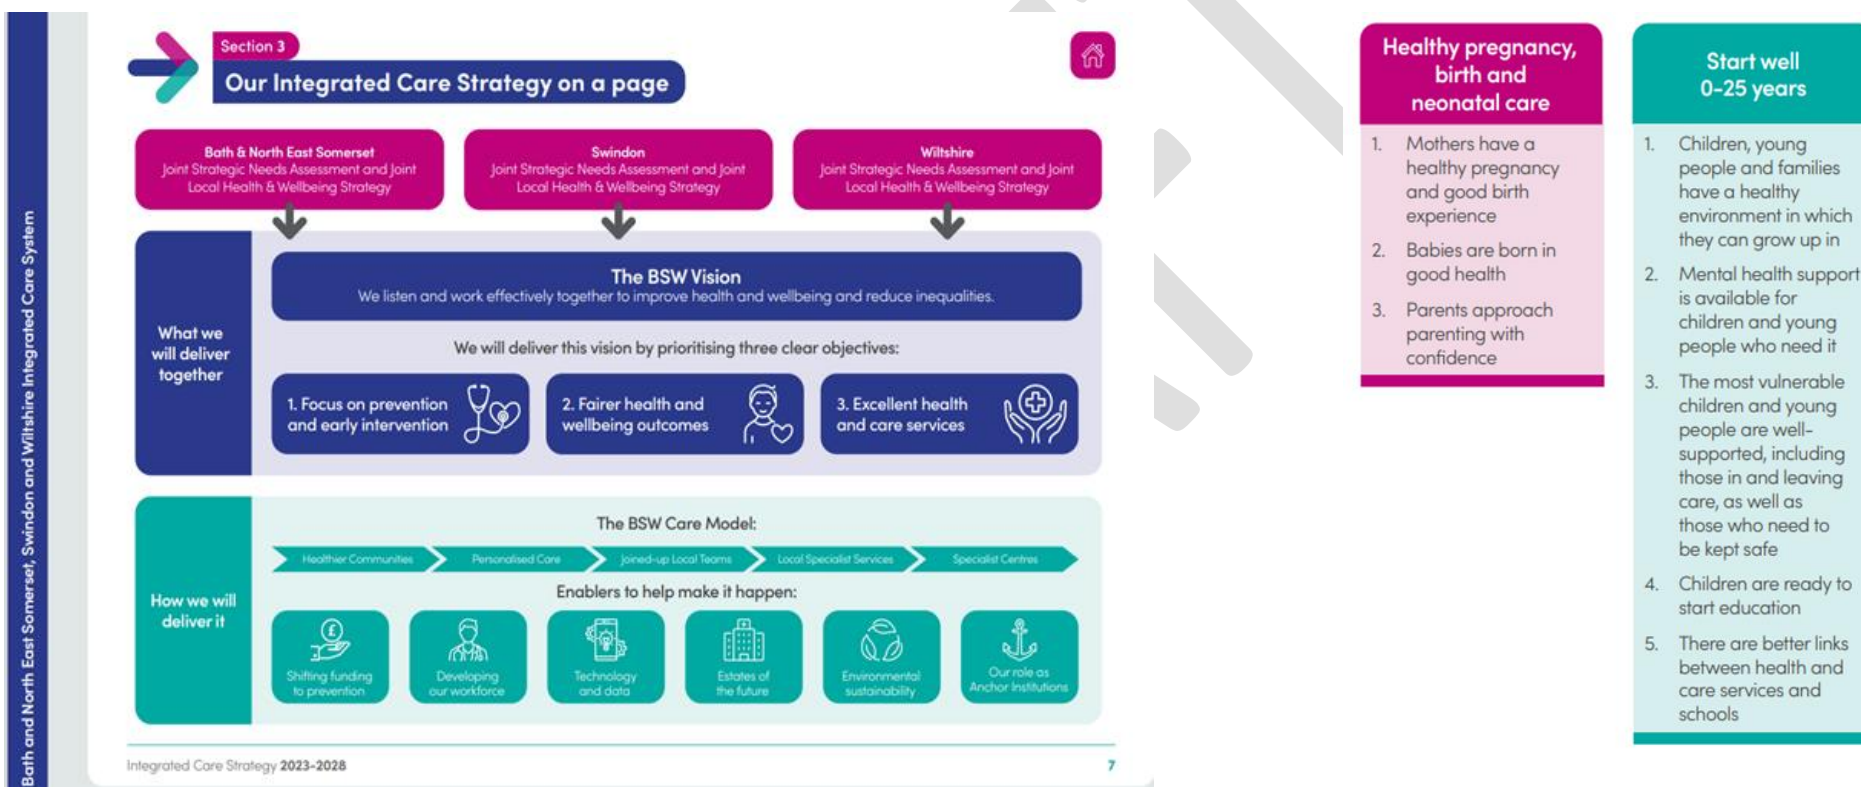 Bath and North East Somerset, Swindon and Wiltshire Integrated Care System
Section 3
Our Integrated Care Strategy on a page
Bath & North East Somerset
Joint Strategic Needs Assessment and Joint
Local Health & Wellbeing Strategy
Swindon
Joint Strategic Needs Assessment and Joint
Local Health & Wellbeing Strategy
Wiltshire
Joint Strategic Needs Assessment and Joint
Local Health & Wellbeing Strategy
What we
will deliver
together
The BSW Vision
We listen and work effectively together to improve health and wellbeing and reduce inequalities.
We will deliver this vision by prioritising three clear objectives:
1. Focus on prevention
and early intervention
2. Fairer health and
wellbeing outcomes
3. Excellent health
and care services
How we will
deliver it
The BSW Care Model:
Healthier Communities
Personalised Care
Joined-up Local Teams
Local Specialist Services
Specialist Centres
Enablers to help make it happen:
£
Shifting funding
to prevention
Developing
our workforce
Technology
and data
Estates of
the future
Environmental
sustainability
Our role as
Anchor Institutions
Integrated Care Strategy 2023-2028
7
Healthy pregnancy,
birth and
neonatal care
1. Mothers have a
healthy pregnancy
and good birth
experience
2. Babies are born in
good health
3. Parents approach
parenting with
confidence
Start well
0-25 years
1. Children, young
people and families
have a healthy
environment in which
they can grow up in
2. Mental health support
is available for
children and young
people who need it
3. The most vulnerable
children and young
people are well-
supported, including
those in and leaving
care, as well as
those who need to
be kept safe
4. Children are ready to
start education
5. There are better links
between health and
care services and
schools